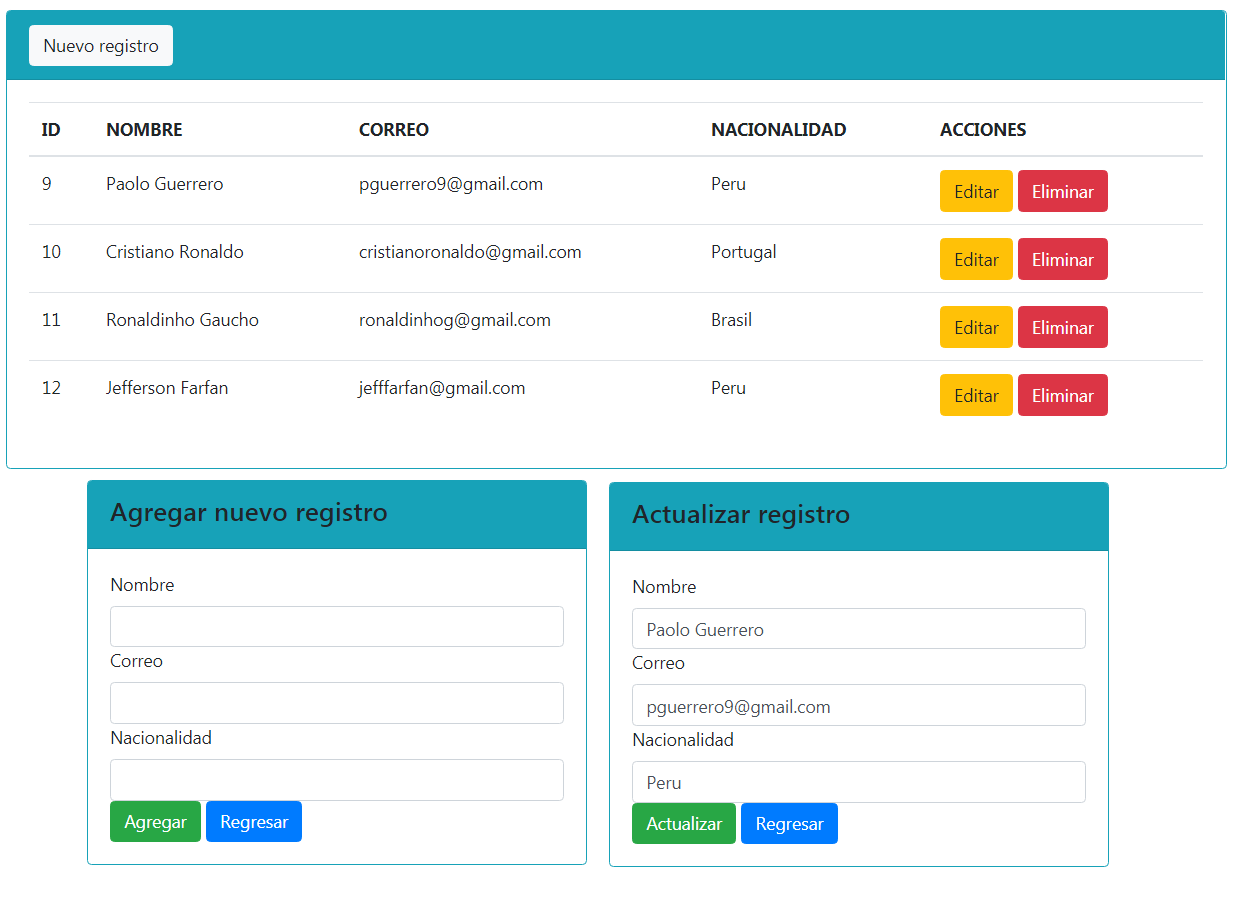 Nuevo registro
ID NOMBRE CORREO NACIONALIDAD ACCIONES
9 Paolo Guerrero pguerrero9@gmail.com Peru Editar Eliminar
10 Cristiano Ronaldo cristianoronaldo@gmail.com Portugal Editar Eliminar
11 Ronaldinho Gaucho ronaldinhog@gmail.com Brasil Editar Eliminar
12 Jefferson Farfan jefffarfan@gmail.com Peru Editar Eliminar
Agregar nuevo registro
Nombre
Correo
Nacionalidad
Agregar Regresar
Actualizar registro
Nombre
Paolo Guerrero
Correo
pguerrero9@gmail.com
Nacionalidad
Peru
Actualizar Regresar